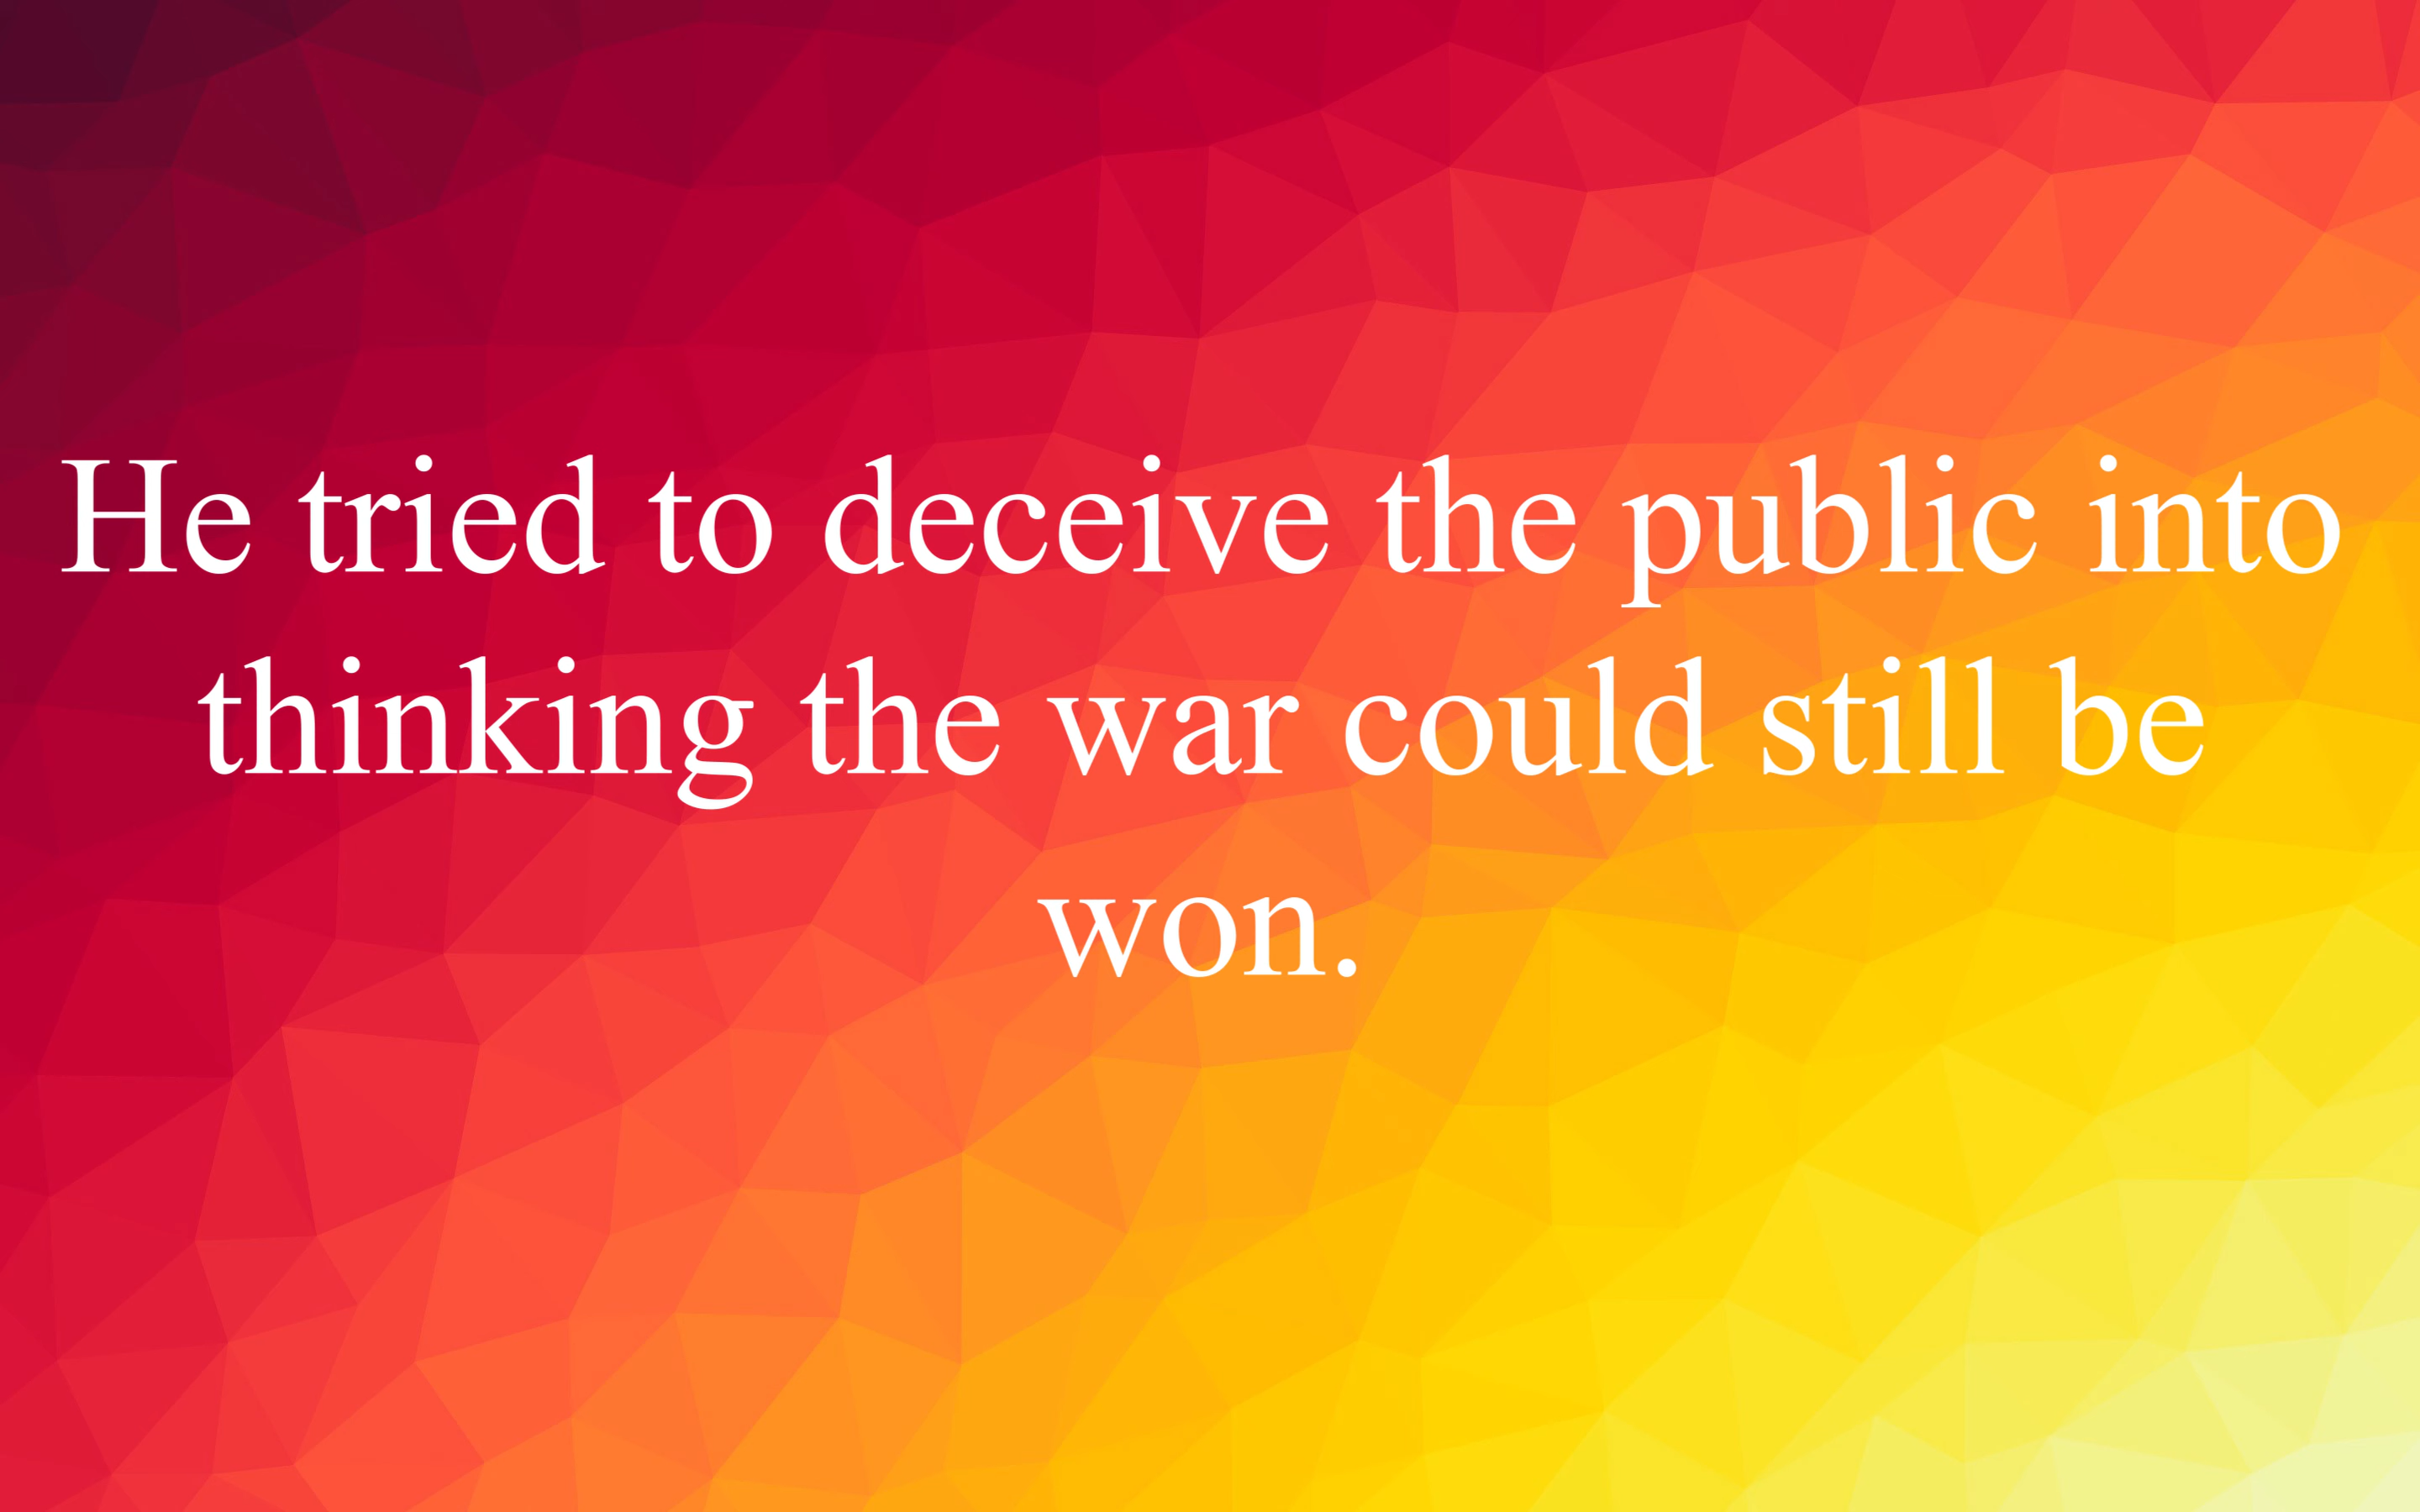 He tried to deceive the public into
thinking the war could still be
won.